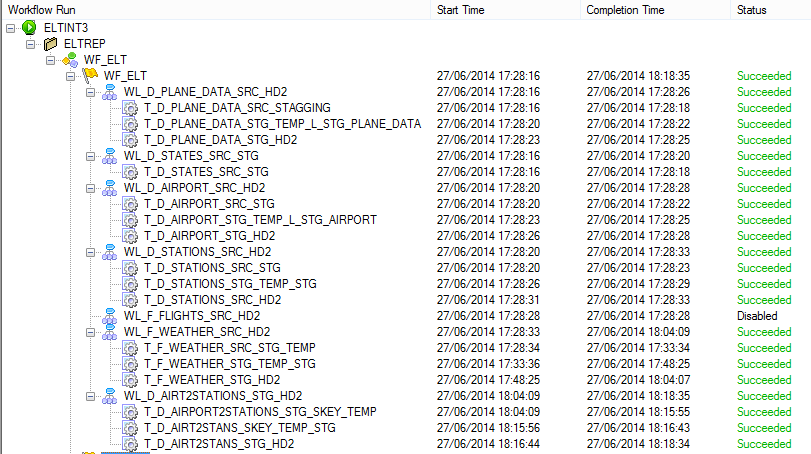 Workflow Run Start Time Completion Time Status
ELTINT3
ELTREP
WF_ELT
WF_ELT 27/06/2014 17:28:16 27/06/2014 18:18:35 Succeeded
WL_D_PLANE_DATA_SRC_HD2 27/06/2014 17:28:16 27/06/2014 17:28:26 Succeeded
T_D_PLANE_DATA_SRC_STAGGING 27/06/2014 17:28:16 27/06/2014 17:28:18 Succeeded
T_D_PLANE_DATA_STG_TEMP_L_STG_PLANE_DATA 27/06/2014 17:28:20 27/06/2014 17:28:22 Succeeded
T_D_PLANE_DATA_STG_HD2 27/06/2014 17:28:23 27/06/2014 17:28:25 Succeeded
WL_D_STATES_SRC_STG 27/06/2014 17:28:16 27/06/2014 17:28:20 Succeeded
T_D_STATES_SRC_STG 27/06/2014 17:28:16 27/06/2014 17:28:18 Succeeded
WL_D_AIRPORT_SRC_HD2 27/06/2014 17:28:20 27/06/2014 17:28:28 Succeeded
T_D_AIRPORT_SRC_STG 27/06/2014 17:28:20 27/06/2014 17:28:22 Succeeded
T_D_AIRPORT_STG_TEMP_L_STG_AIRPORT 27/06/2014 17:28:23 27/06/2014 17:28:25 Succeeded
T_D_AIRPORT_STG_HD2 27/06/2014 17:28:26 27/06/2014 17:28:28 Succeeded
WL_D_STATIONS_SRC_HD2 27/06/2014 17:28:20 27/06/2014 17:28:33 Succeeded
T_D_STATIONS_SRC_STG 27/06/2014 17:28:20 27/06/2014 17:28:23 Succeeded
T_D_STATIONS_STG_TEMP_STG 27/06/2014 17:28:26 27/06/2014 17:28:29 Succeeded
T_D_STATIONS_SRC_HD2 27/06/2014 17:28:31 27/06/2014 17:28:33 Succeeded
WL_F_FLIGHTS_SRC_HD2 27/06/2014 17:28:28 27/06/2014 17:28:28 Disabled
WL_F_WEATHER_SRC_HD2 27/06/2014 17:28:33 27/06/2014 18:04:09 Succeeded
T_F_WEATHER_SRC_STG_TEMP 27/06/2014 17:28:34 27/06/2014 17:33:34 Succeeded
T_F_WEATHER_STG_TEMP_STG 27/06/2014 17:33:36 27/06/2014 17:48:25 Succeeded
T_F_WEATHER_STG_HD2 27/06/2014 17:48:25 27/06/2014 18:04:07 Succeeded
WL_D_AIRT2STATIONS_STG_HD2 27/06/2014 18:04:09 27/06/2014 18:18:35 Succeeded
T_D_AIRPORT2STATIONS_STG_SKEY_TEMP 27/06/2014 18:04:09 27/06/2014 18:15:55 Succeeded
T_D_AIRT2STANS_SKEY_TEMP_STG 27/06/2014 18:15:56 27/06/2014 18:16:43 Succeeded
T_D_AIRT2STANS_STG_HD2 27/06/2014 18:16:44 27/06/2014 18:18:34 Succeeded